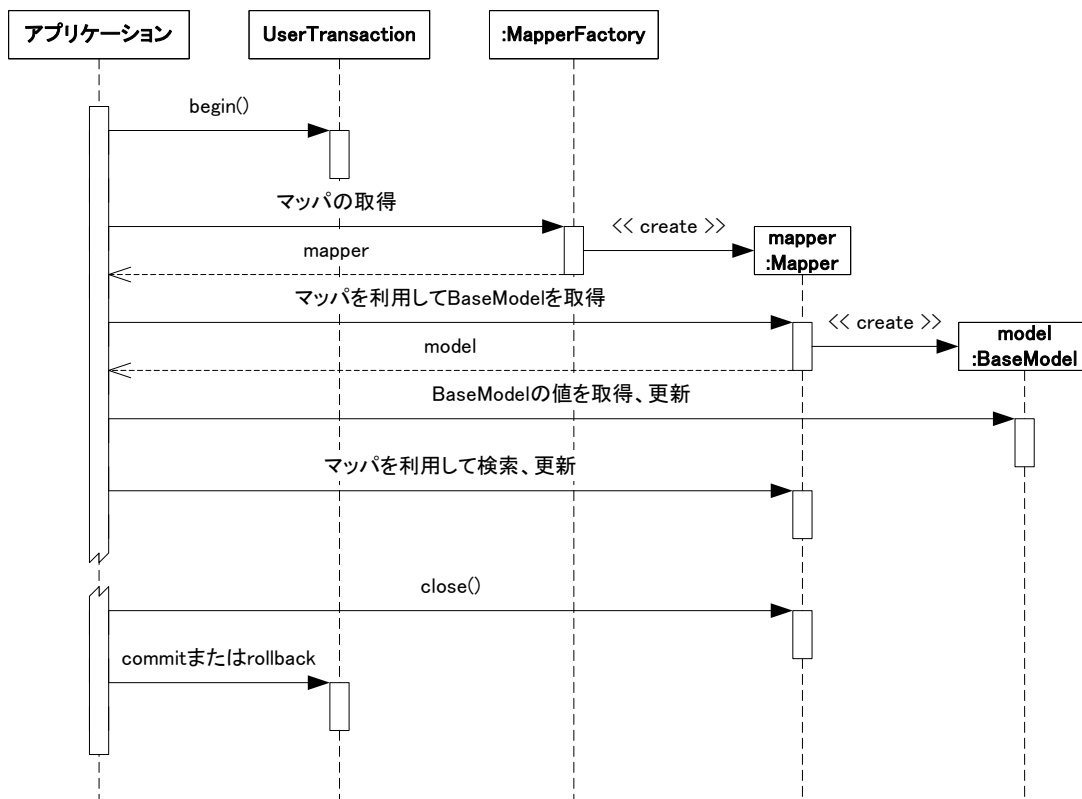 アプリケーション
UserTransaction
:MapperFactory
begin()
マッパの取得
<< create >>
mapper
:Mapper
mapper
マッパを利用してBaseModelを取得
<< create >>
model
:BaseModel
model
BaseModelの値を取得、更新
マッパを利用して検索、更新
close()
commitまたはrollback